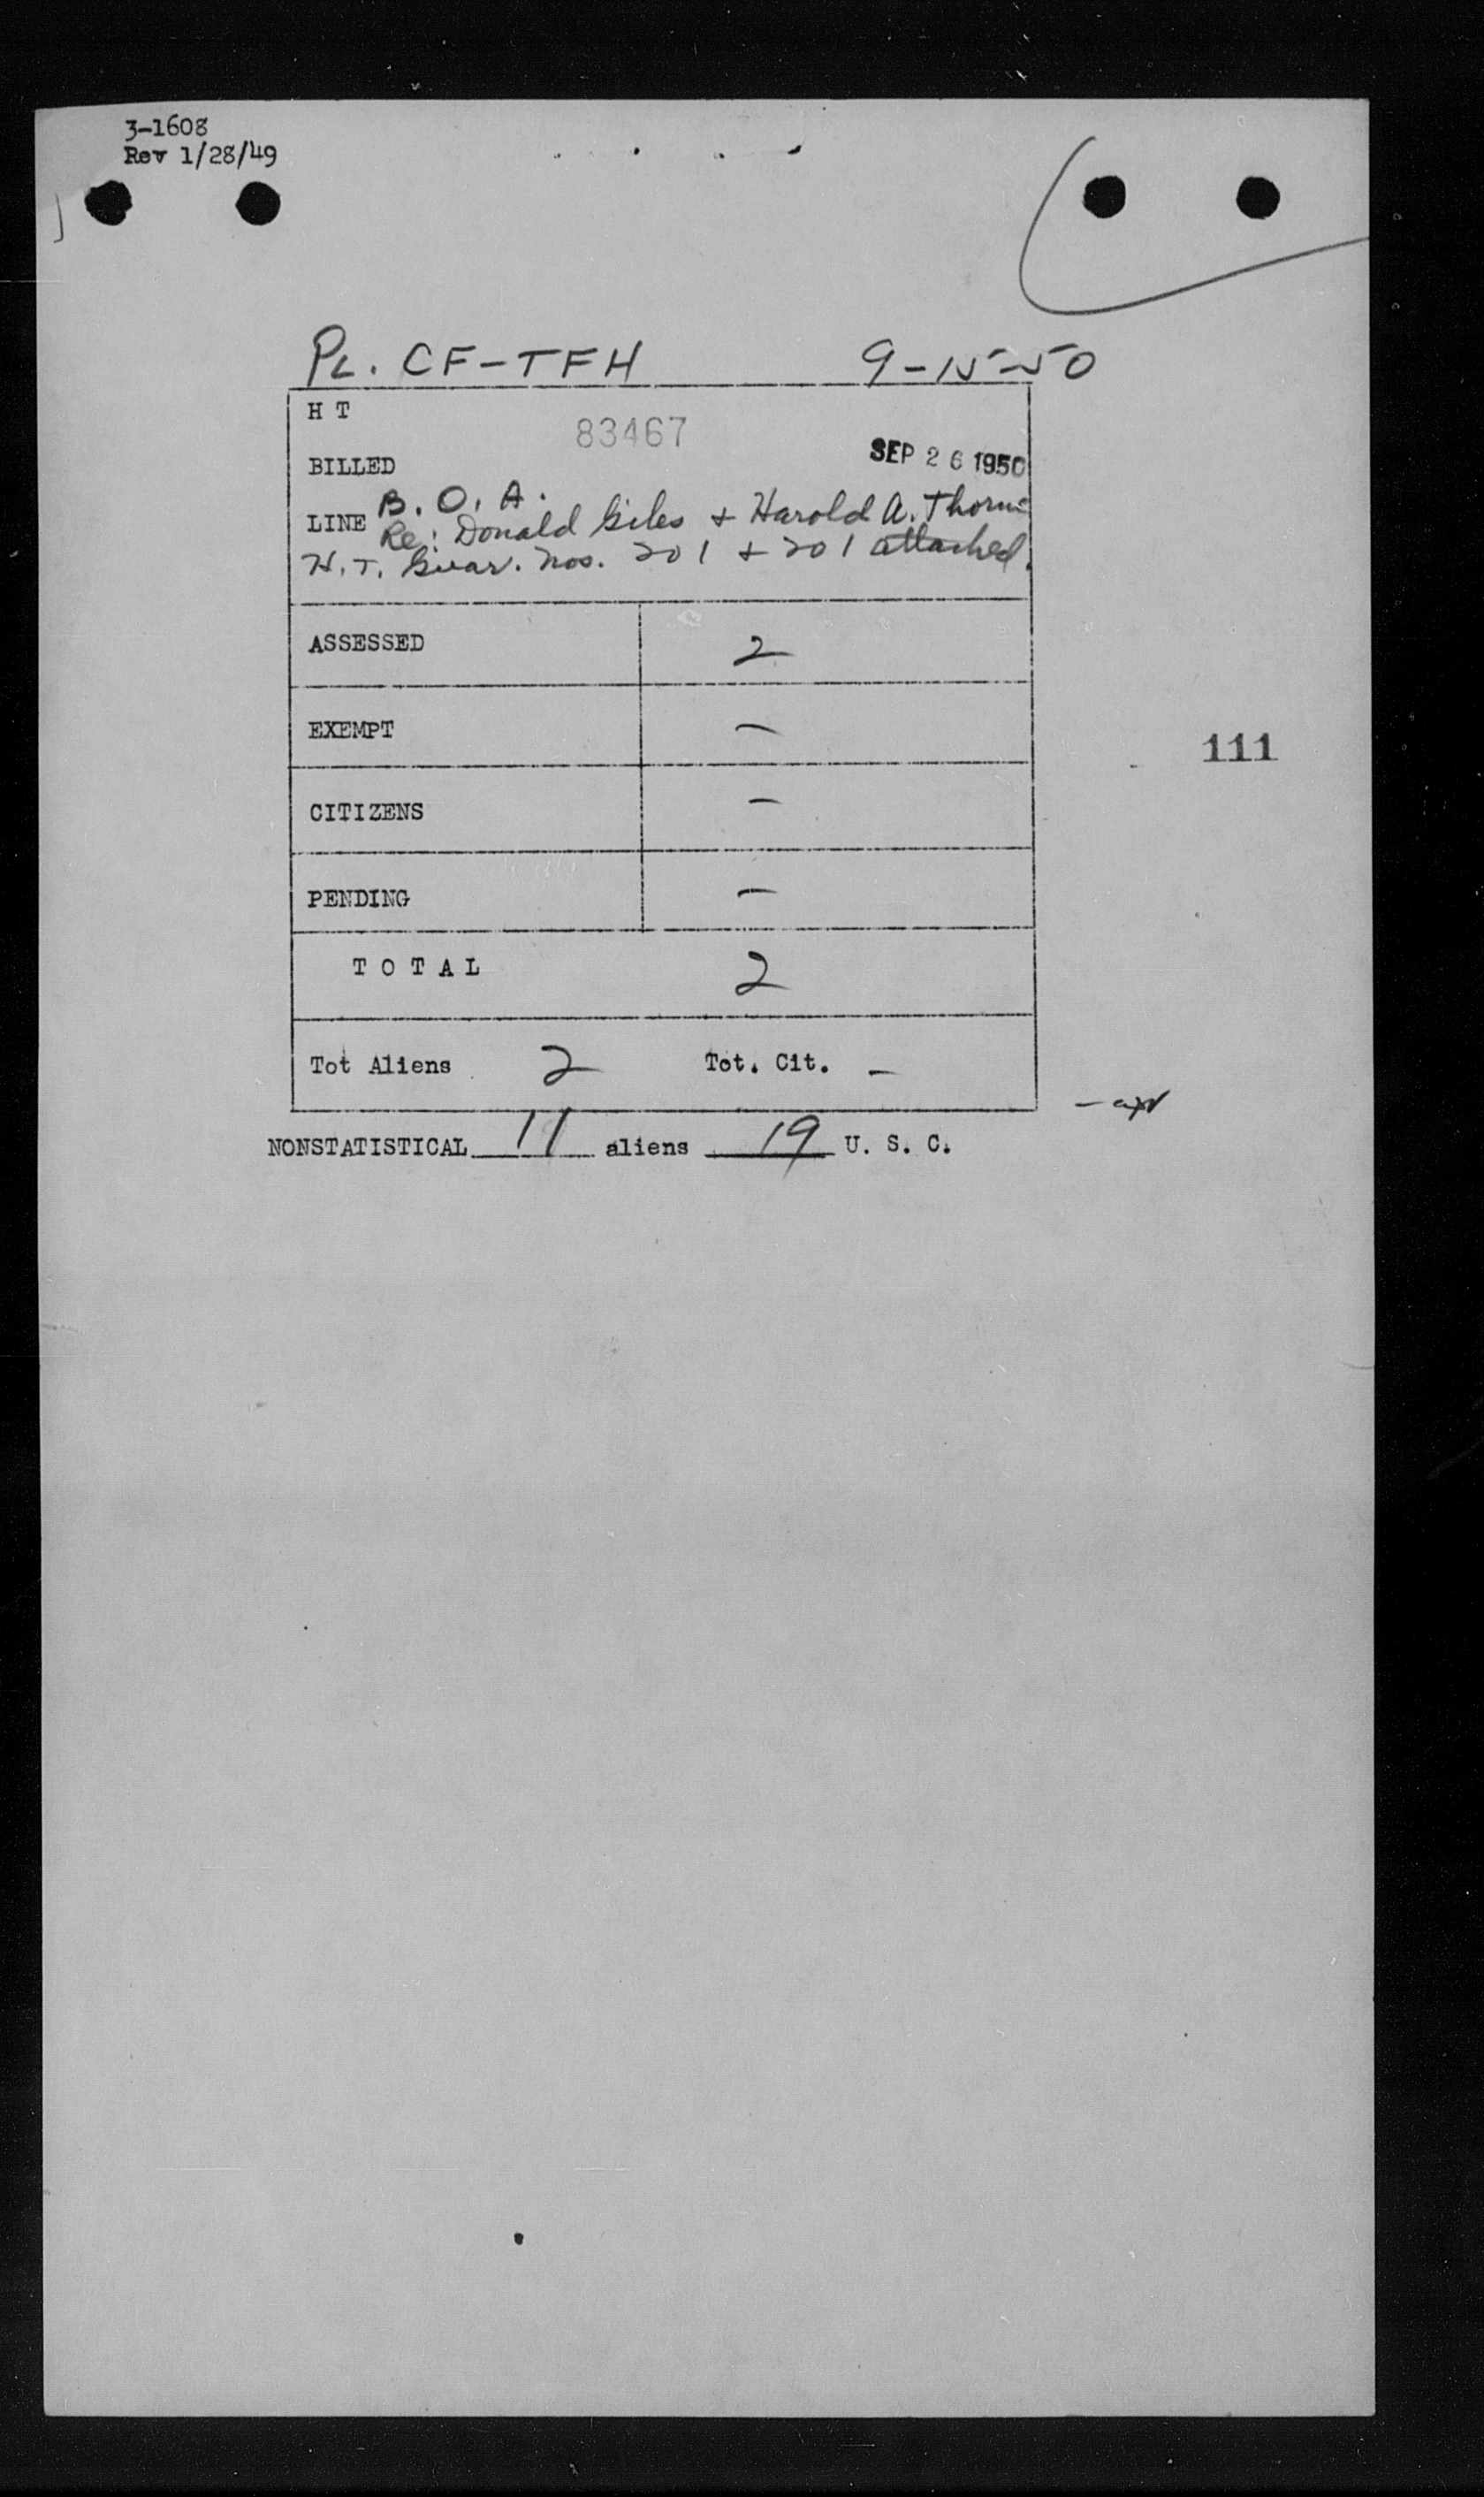 3-1608
Rev 1/28/49
PL. CF-TFH 9-15-50
H T
83467
BILLED SEP 26 1950
B. O. A.
LINE Re: Donald Giles + Harold A. Thorne
H.T. Guar. Nos. 201 + 201 attached.
ASSESSED 2
EXEMPT —
111
CITIZENS —
PENDING —
TOTAL 2
Tot Aliens 2 Tot. Cit. —
NONSTATISTICAL 11 aliens 19 U. S. C.